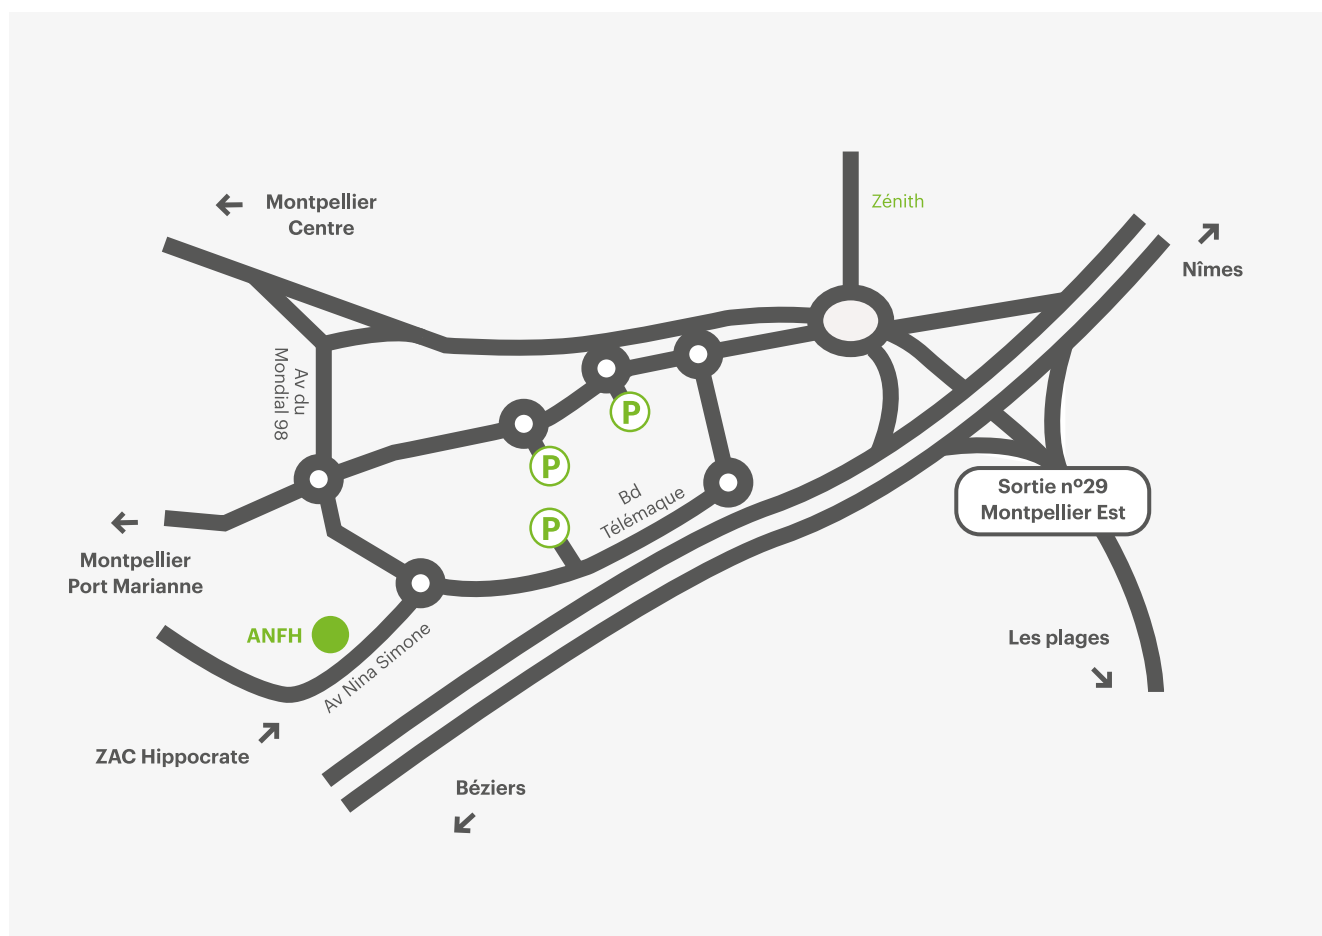 Montpellier
Centre
Zénith
Nîmes
Av du
Mondial 98
P
P
P
Bd
Télémaque
Sortie nº29
Montpellier Est
Montpellier
Port Marianne
ANFH
Av Nina Simone
Les plages
ZAC Hippocrate
Béziers